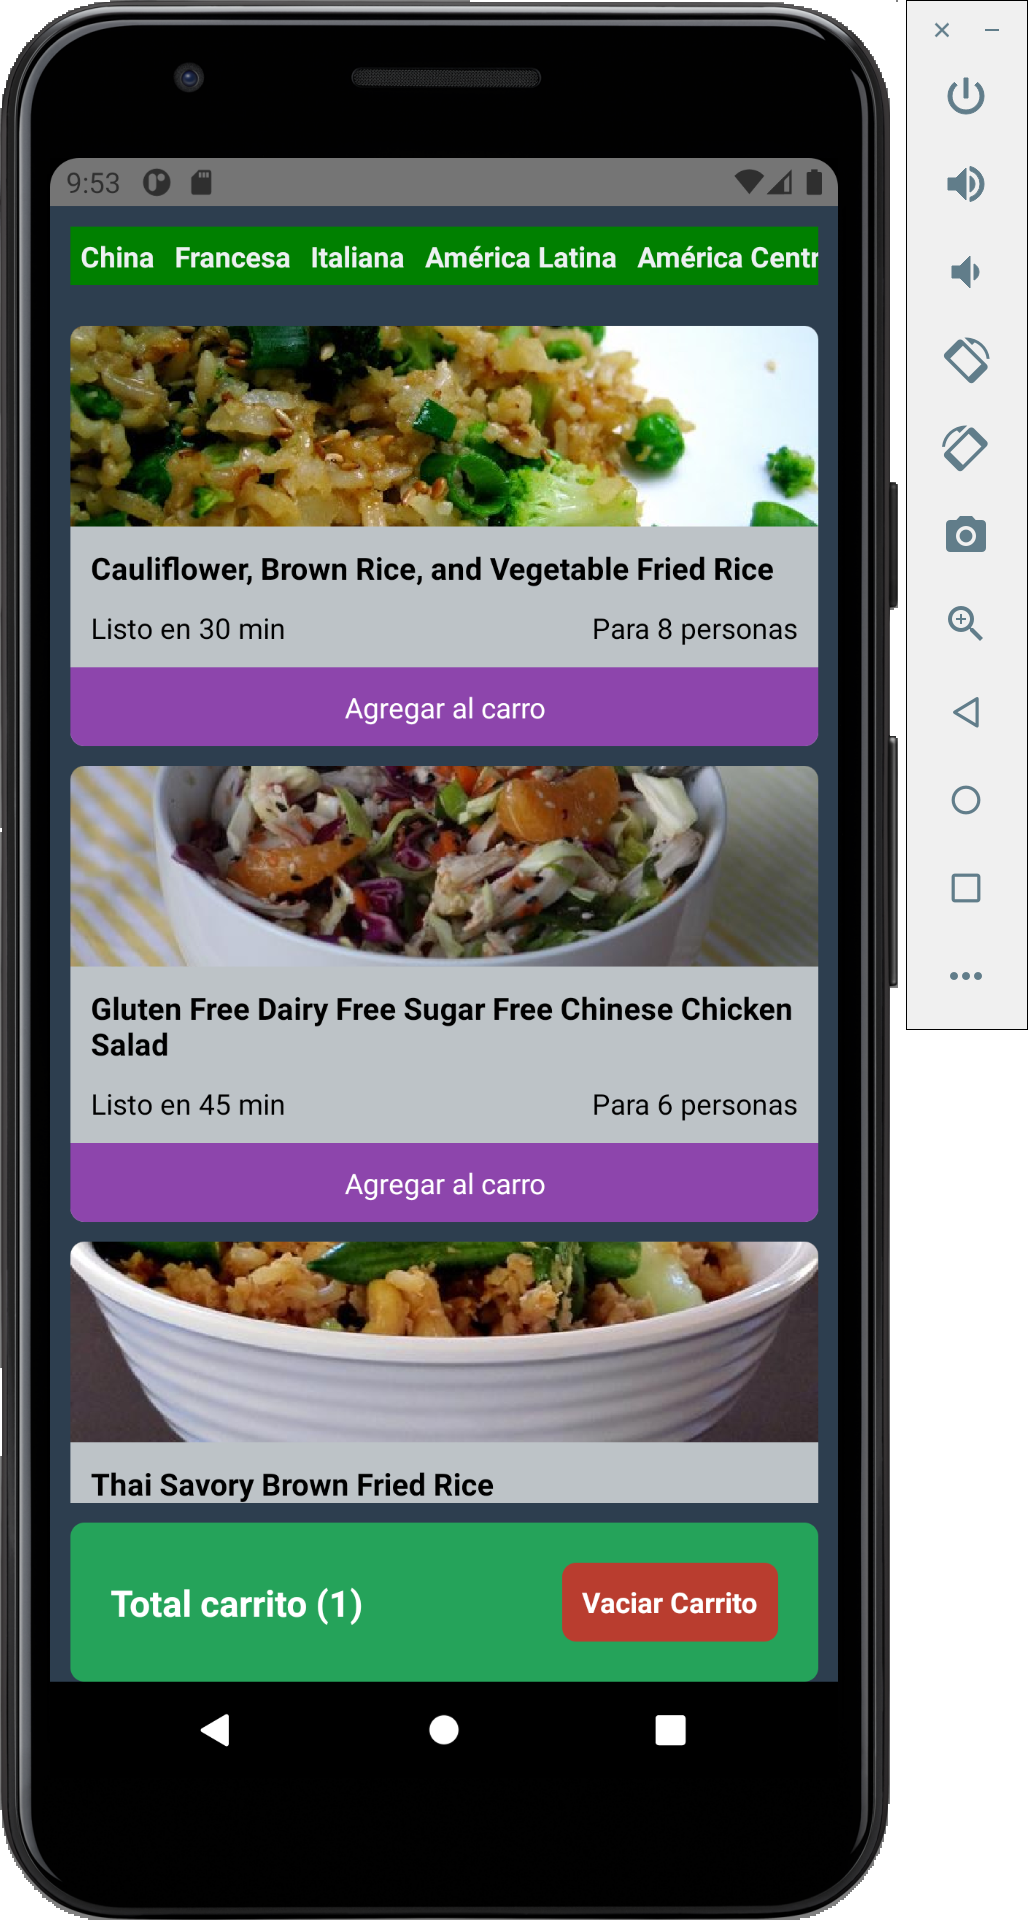 9:53
China Francesa Italiana América Latina América Centr
Cauliflower, Brown Rice, and Vegetable Fried Rice
Listo en 30 min Para 8 personas
Agregar al carro
Gluten Free Dairy Free Sugar Free Chinese Chicken
Salad
Listo en 45 min Para 6 personas
Agregar al carro
Thai Savory Brown Fried Rice
Total carrito (1) Vaciar Carrito